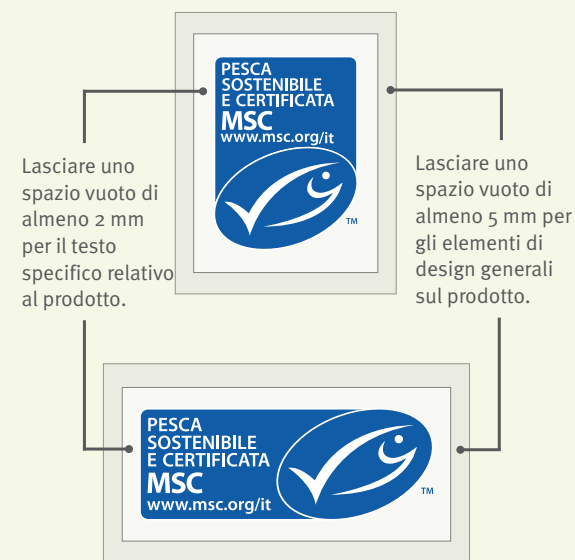 PESCA
SOSTENIBILE
E CERTIFICATA
MSC
www.msc.org/it
TM
Lasciare uno
spazio vuoto di
almeno 2 mm
per il testo
specifico relativo
al prodotto.
Lasciare uno
spazio vuoto di
almeno 5 mm per
gli elementi di
design generali
sul prodotto.
PESCA
SOSTENIBILE
E CERTIFICATA
MSC
www.msc.org/it
TM